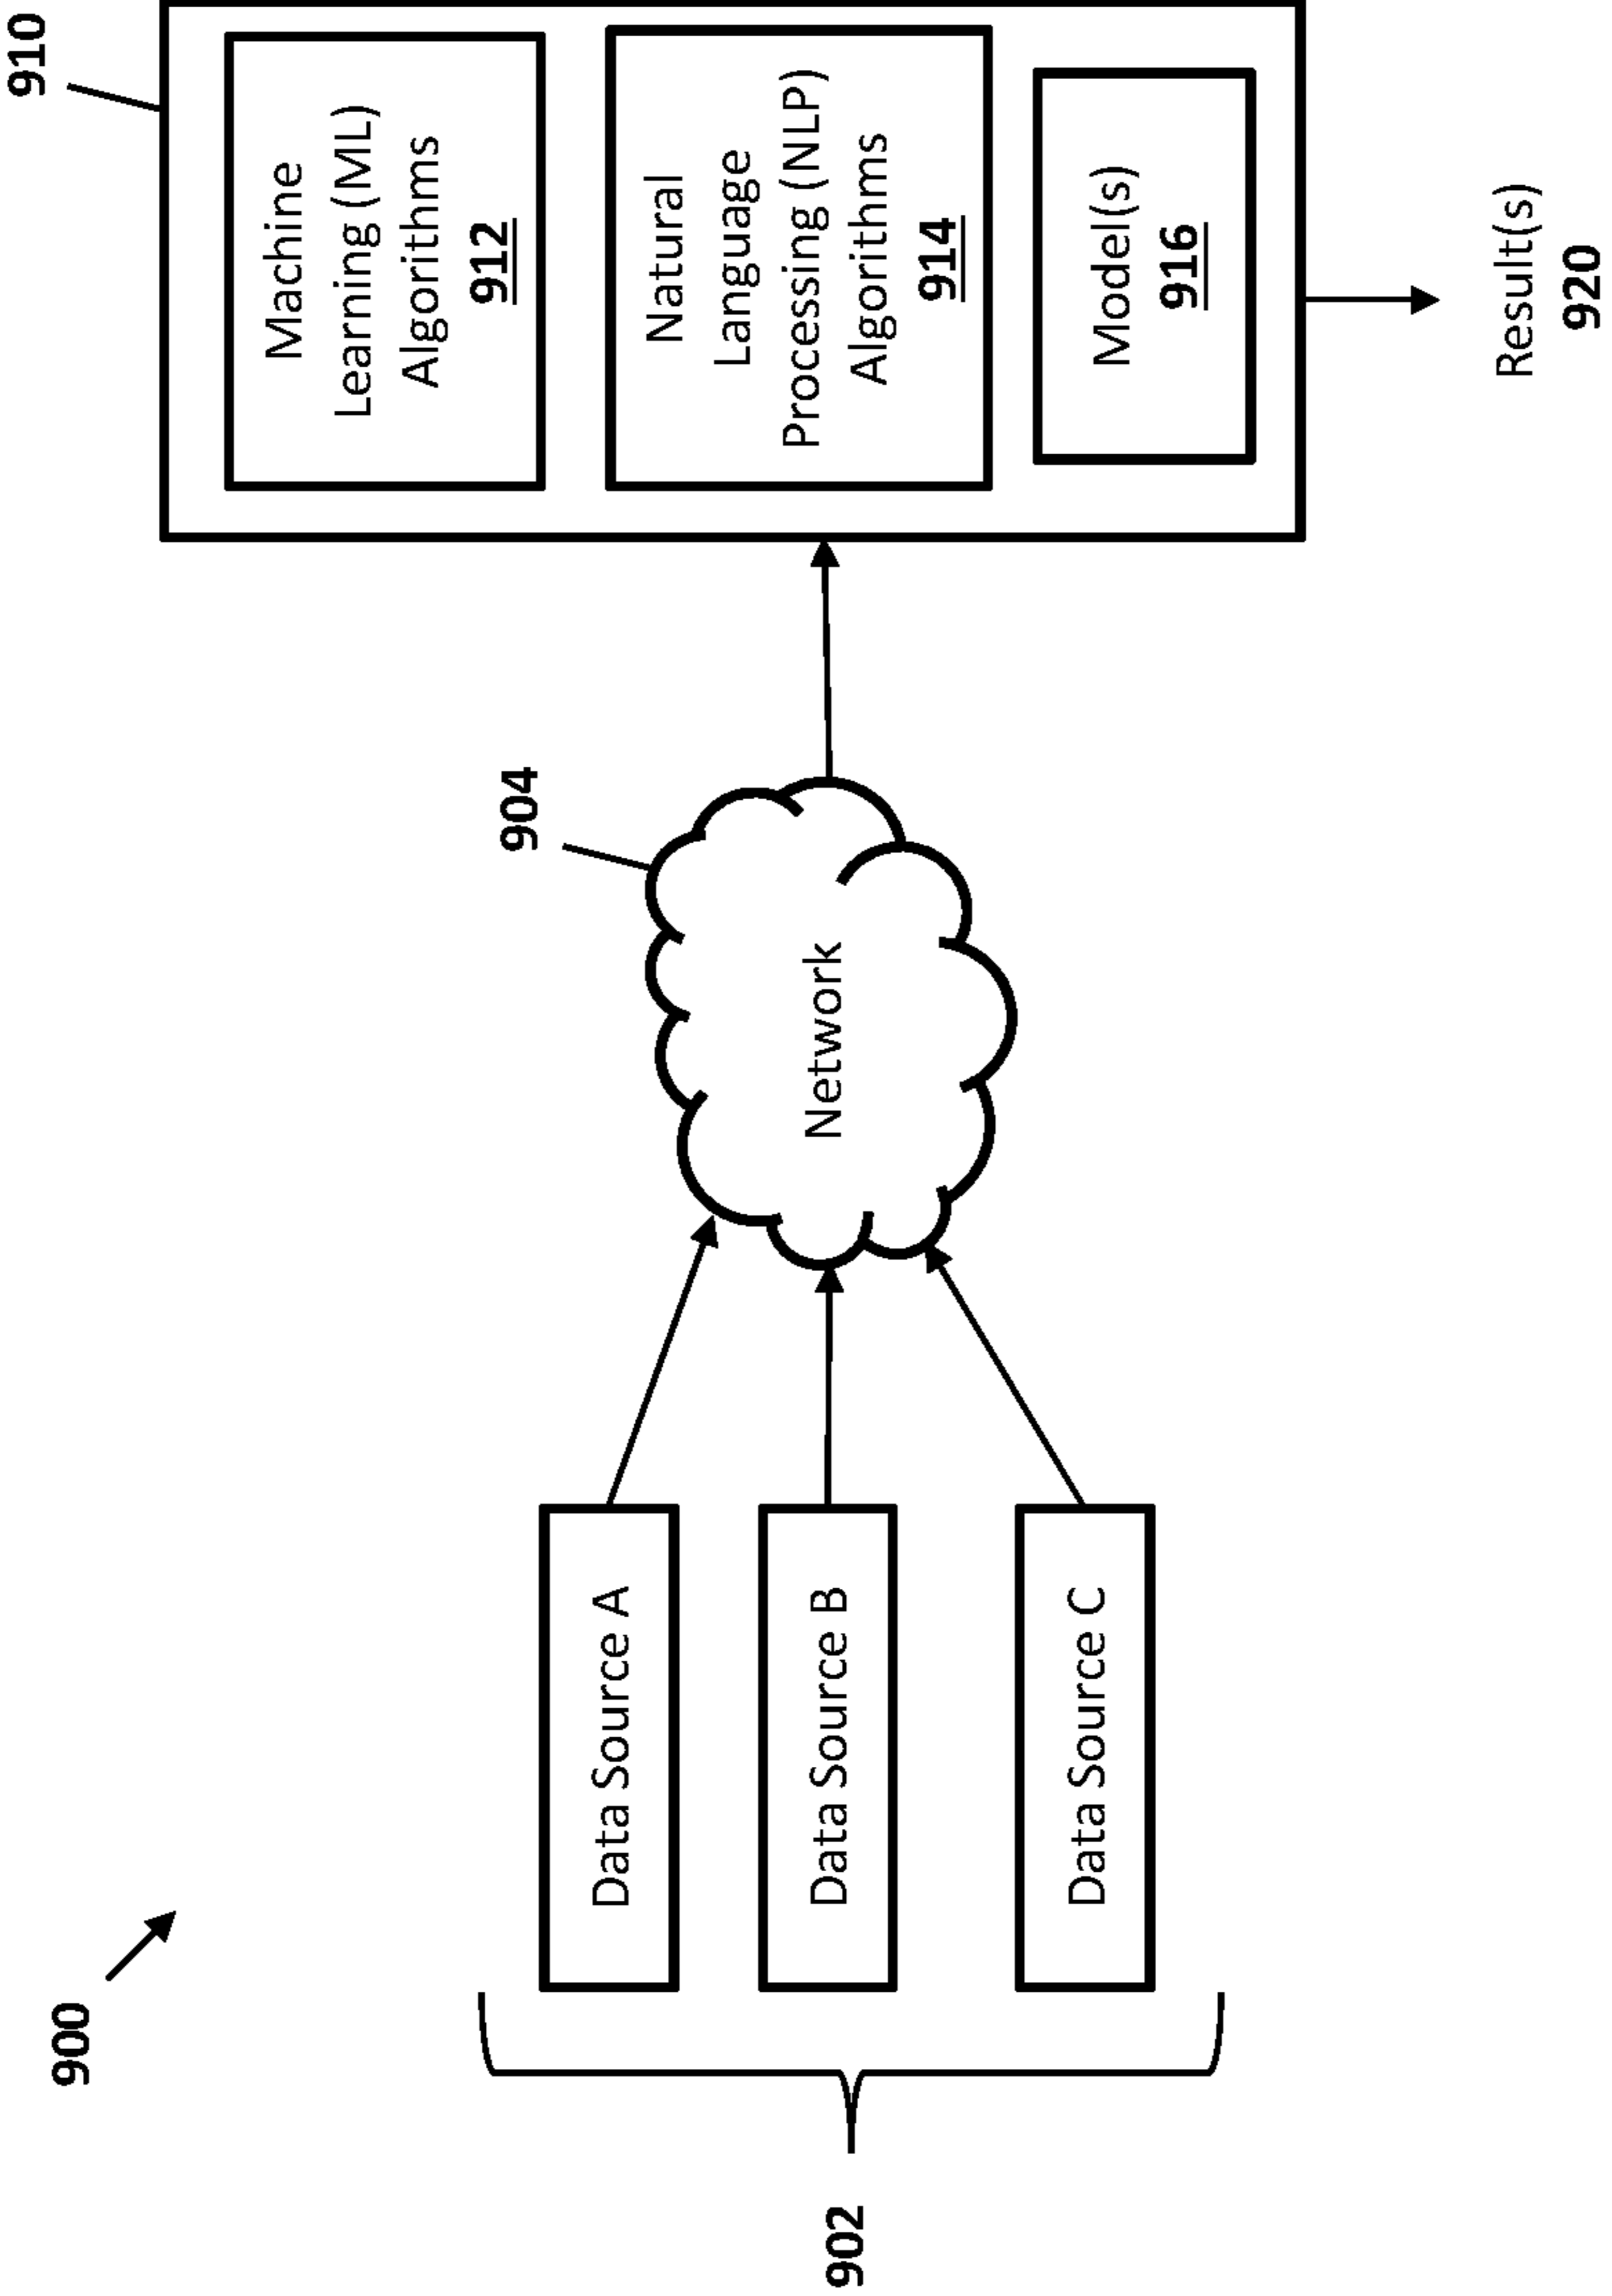 900
902
Data Source A
Data Source B
Data Source C
904
Network
910
Machine
Learning (ML)
Algorithms
912
Natural
Language
Processing (NLP)
Algorithms
914
Model(s)
916
Result(s)
920